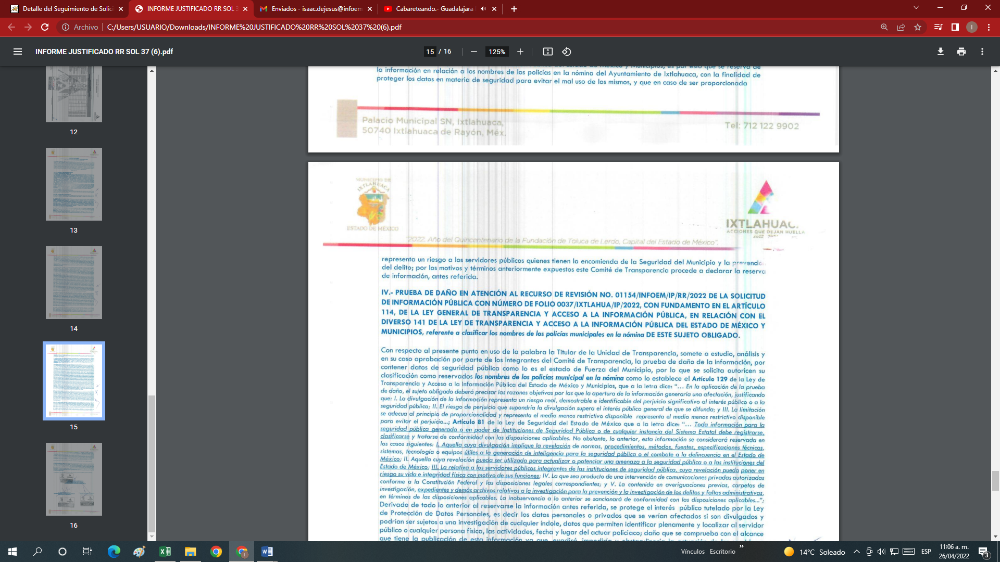 Detalle del Seguimiento de Solici
INFORME JUSTIFICADO RR SOL 3
Enviados - isaac.dejesus@infoem
Cabareteando.- Guadalajara
Archivo
C:/Users/USUARIO/Downloads/INFORME%20JUSTIFICADO%20RR%20SOL%2037%20(6).pdf
I
INFORME JUSTIFICADO RR SOL 37 (6).pdf
15 / 16
125%
12
13
14
15
16
la información en relación a los nombres de los policías en la nómina del Ayuntamiento de Ixtlahuaca, con la finalidad de
proteger los datos en materia de seguridad para evitar el mal uso de los mismos, y que en caso de ser proporcionada
Palacio Municipal SN, Ixtlahuaca,
50740 Ixtlahuaca de Rayón, Méx.
Tel: 712 122 9902
MUNICIPIO DE
IXTLAHUACA
ESTADO DE MÉXICO
IXTLAHUAC
ACCIONES QUE DEJAN HUELLA
"2022. Año del Quincentenario de la Fundación de Toluca de Lerdo, Capital del Estado de México".
representa un riesgo a los servidores públicos quienes tienen la encomienda de la Seguridad del Municipio y la prevenció
del delito; por los motivos y términos anteriormente expuestos este Comité de Transparencia procede a declarar la reserva
de información, antes referida.
IV.- PRUEBA DE DAÑO EN ATENCIÓN AL RECURSO DE REVISIÓN NO. 01154/INFOEM/IP/RR/2022 DE LA SOLICITUD
DE INFORMACIÓN PÚBLICA CON NÚMERO DE FOLIO 0037/IXTLAHUA/IP/2022, CON FUNDAMENTO EN EL ARTÍCULO
114, DE LA LEY GENERAL DE TRANSPARENCIA Y ACCESO A LA INFORMACIÓN PÚBLICA, EN RELACIÓN CON EL
DIVERSO 141 DE LA LEY DE TRANSPARENCIA Y ACCESO A LA INFORMACIÓN PÚBLICA DEL ESTADO DE MÉXICO Y
MUNICIPIOS, referente a clasificar los nombres de los policías municipales en la nómina DE ESTE SUJETO OBLIGADO.
Con respecto al presente punto en uso de la palabra la Titular de la Unidad de Transparencia, somete a estudio, análisis y
en su caso aprobación por parte de los integrantes del Comité de Transparencia, la prueba de daño de la información, por
contener datos de seguridad pública como lo es el estado de Fuerza del Municipio, por lo que se solicita autoricen su
clasificación como reservados los nombres de los policías municipal en la nómina como lo establece el Artículo 129 de la Ley de
Transparencia y Acceso a la Información Pública del Estado de México y Municipios, que a la letra dice: "... En la aplicación de la prueba
de daño, el sujeto obligado deberá precisar las razones objetivas por las que la apertura de la información generaría una afectación, justificando
que: I. La divulgación de la información representa un riesgo real, demostrable e identificable del perjuicio significativo al interés público o a la
seguridad pública; II. El riesgo de perjuicio que supondría la divulgación supera el interés público general de que se difunda; y III. La limitación
se adecua al principio de proporcionalidad y representa el medio menos restrictivo disponible representa el medio menos restrictivo disponible
para evitar el perjuicio...; Artículo 81 de la Ley de Seguridad del Estado de México que a la letra dice: "... Toda información para la
seguridad pública generada o en poder de Instituciones de Seguridad Pública o de cualquier instancia del Sistema Estatal debe registrarse,
clasificarse y tratarse de conformidad con las disposiciones aplicables. No obstante, lo anterior, esta información se considerará reservada en
los casos siguientes: I. Aquella cuya divulgación implique la revelación de normas, procedimientos, métodos, fuentes, especificaciones técnicas,
sistemas, tecnología o equipos útiles a la generación de inteligencia para la seguridad pública o el combate a la delincuencia en el Estado de
México; II. Aquella cuya revelación pueda ser utilizada para actualizar o potenciar una amenaza a la seguridad pública o a las instituciones del
Estado de México; III. La relativa a los servidores públicos integrantes de las instituciones de seguridad pública, cuya revelación pueda poner en
riesgo su vida e integridad física con motivo de sus funciones; IV. La que sea producto de una intervención de comunicaciones privadas autorizadas
conforme a la Constitución Federal y las disposiciones legales correspondientes; y V. La contenida en averiguaciones previas, carpetas de
investigación, expedientes y demás archivos relativos a la investigación para la prevención y la investigación de los delitos y faltas administrativas,
en términos de las disposiciones aplicables. La inobservancia a lo anterior se sancionará de conformidad con las disposiciones aplicables...";
Derivado de todo lo anterior al reservarse la información antes referida, se protege el interés público tutelado por la Ley
de Protección de Datos Personales, es decir los datos personales o privados que se verían afectados si son divulgados y
podrían ser sujetos a una investigación de cualquier índole, datos que permiten identificar plenamente y localizar al servidor
público o cualquier persona física, las actividades, fecha y lugar del actuar policiaco; daño que se comprueba con el alcance
que tiene la publicación de esta información ya que, evadirá, impediría y obstaculizaría la actuación de los
Vínculos
Escritorio
14°C Soleado
ESP
11:06 a. m.
26/04/2022
3